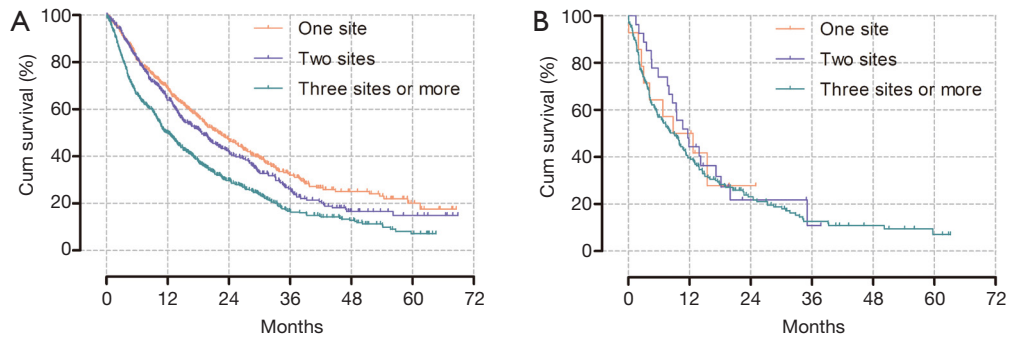 A
Cum survival (%)
100
80
60
40
20
0
One site
Two sites
Three sites or more
0 12 24 36 48 60 72
Months
B
Cum survival (%)
100
80
60
40
20
0
One site
Two sites
Three sites or more
0 12 24 36 48 60 72
Months